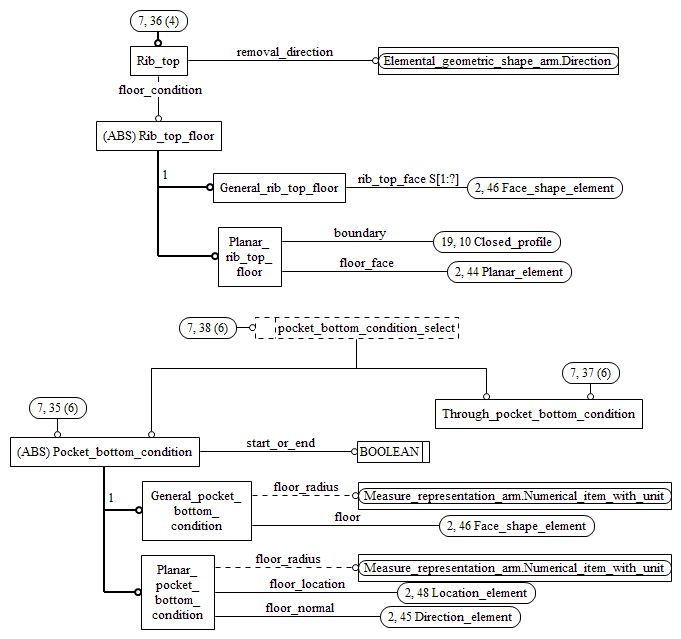 7, 36 (4)
removal_direction
Rib_top
Elemental_geometric_shape_arm.Direction
floor_condition
(ABS) Rib_top_floor
1
General_rib_top_floor
rib_top_face S[1:?]
2, 46 Face_shape_element
Planar_
rib_top_
floor
boundary
19, 10 Closed_profile
floor_face
2, 44 Planar_element
7, 38 (6)
pocket_bottom_condition_select
7, 37 (6)
7, 35 (6)
Through_pocket_bottom_condition
(ABS) Pocket_bottom_condition
start_or_end
BOOLEAN
1
General_pocket_
bottom_
condition
floor_radius
Measure_representation_arm.Numerical_item_with_unit
floor
2, 46 Face_shape_element
Planar_
pocket_
bottom_
condition
floor_radius
Measure_representation_arm.Numerical_item_with_unit
floor_location
2, 48 Location_element
floor_normal
2, 45 Direction_element